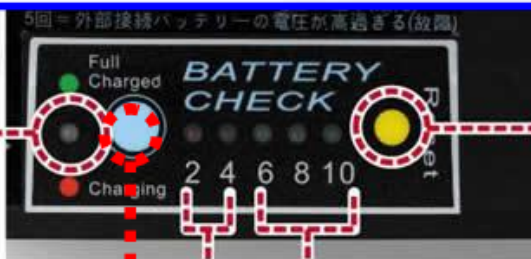 5回=外部接続バッテリーの電圧が高過ぎる(故障)
Full
Charged
BATTERY
CHECK
Reset
Charging
2 4 6 8 10